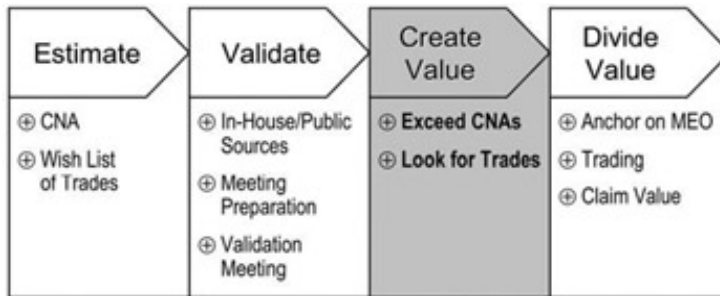 Estimate
⊕ CNA
⊕ Wish List
of Trades
Validate
⊕ In-House/Public
Sources
⊕ Meeting
Preparation
⊕ Validation
Meeting
Create
Value
⊕ Exceed CNAs
⊕ Look for Trades
Divide
Value
⊕ Anchor on MEO
⊕ Trading
⊕ Claim Value